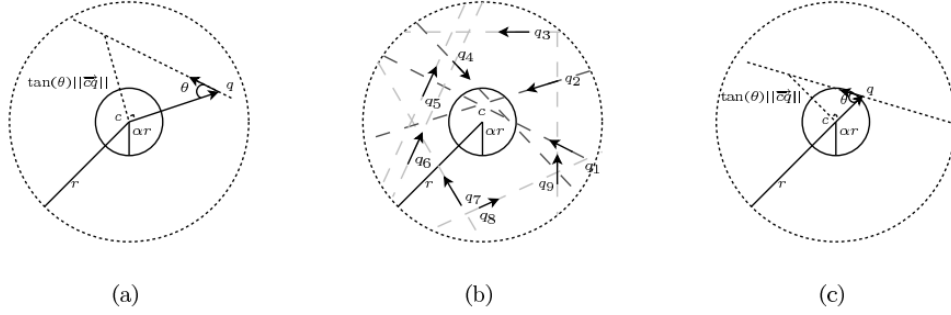 tan(θ)||c⃗q||
θ
q
c
αr
r
(a)
q₃
q₄
q₂
q₅
c
αr
q₆
q₁
r
q₇
q₉
q₈
(b)
tan(θ)||c⃗q||
θ
q
c
αr
r
(c)